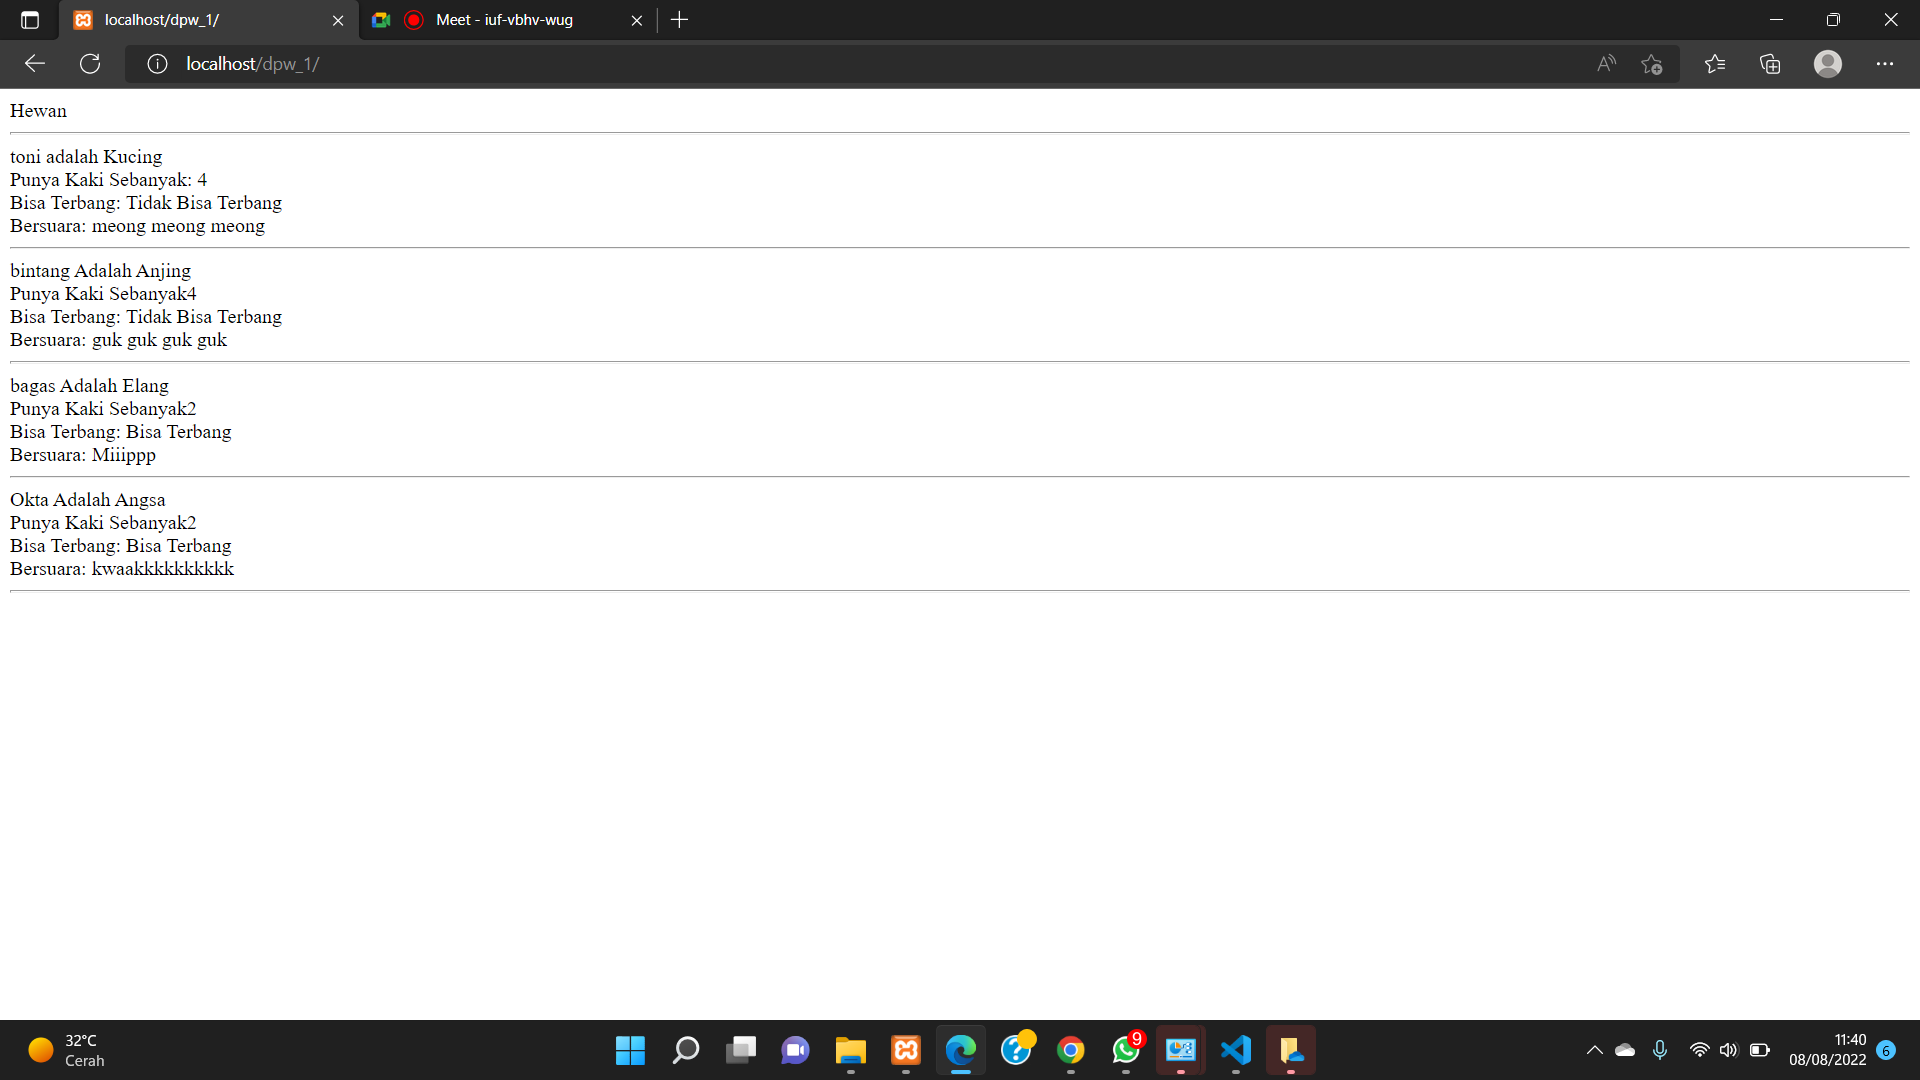 localhost/dpw_1/
Meet - iuf-vbhv-wug
localhost/dpw_1/
Hewan
toni adalah Kucing
Punya Kaki Sebanyak: 4
Bisa Terbang: Tidak Bisa Terbang
Bersuara: meong meong meong
bintang Adalah Anjing
Punya Kaki Sebanyak4
Bisa Terbang: Tidak Bisa Terbang
Bersuara: guk guk guk guk
bagas Adalah Elang
Punya Kaki Sebanyak2
Bisa Terbang: Bisa Terbang
Bersuara: Miiippp
Okta Adalah Angsa
Punya Kaki Sebanyak2
Bisa Terbang: Bisa Terbang
Bersuara: kwaakkkkkkkkkk
32°C
Cerah
9
11:40
08/08/2022
6